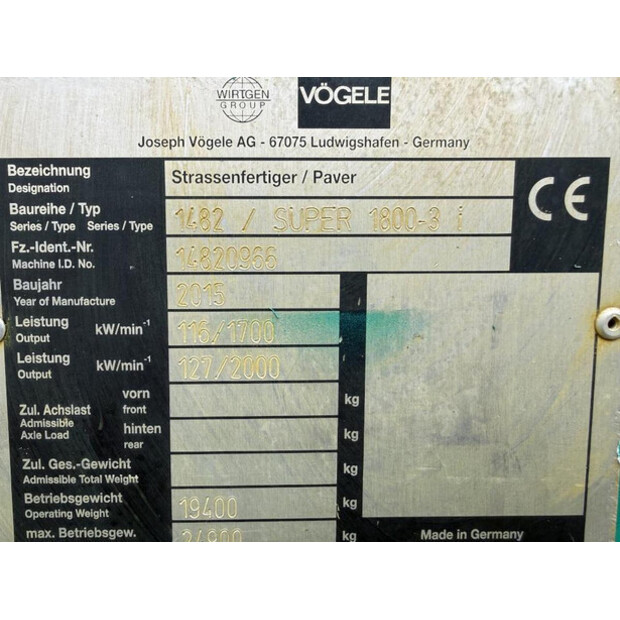 WIRTGEN
GROUP
VÖGELE
Joseph Vögele AG - 67075 Ludwigshafen - Germany
Bezeichnung
Designation
Strassenfertiger / Paver
CE
Baureihe / Typ
Series / Type Series / Type
1482 / SUPER 1800-3 i
Fz.-Ident.-Nr.
Machine I.D. No.
14820966
Baujahr
Year of Manufacture
2015
Leistung
Output
kW/min⁻¹
116/1700
Leistung
Output
kW/min⁻¹
127/2000
Zul. Achslast
Admissible
Axle Load
vorn
front
kg
hinten
rear
kg
Zul. Ges.-Gewicht
Admissible Total Weight
kg
Betriebsgewicht
Operating Weight
19400
kg
max. Betriebsgew.
24900
kg
Made in Germany